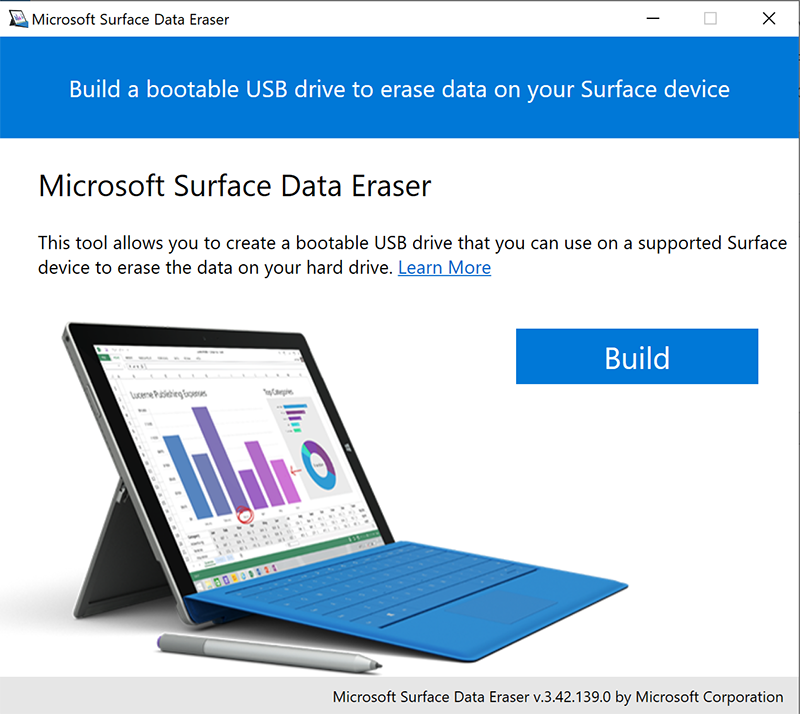 Microsoft Surface Data Eraser
Build a bootable USB drive to erase data on your Surface device
Microsoft Surface Data Eraser
This tool allows you to create a bootable USB drive that you can use on a supported Surface
device to erase the data on your hard drive. Learn More
Build
Lucerne Publishing Expenses
Top Categories
Microsoft Surface Data Eraser v.3.42.139.0 by Microsoft Corporation